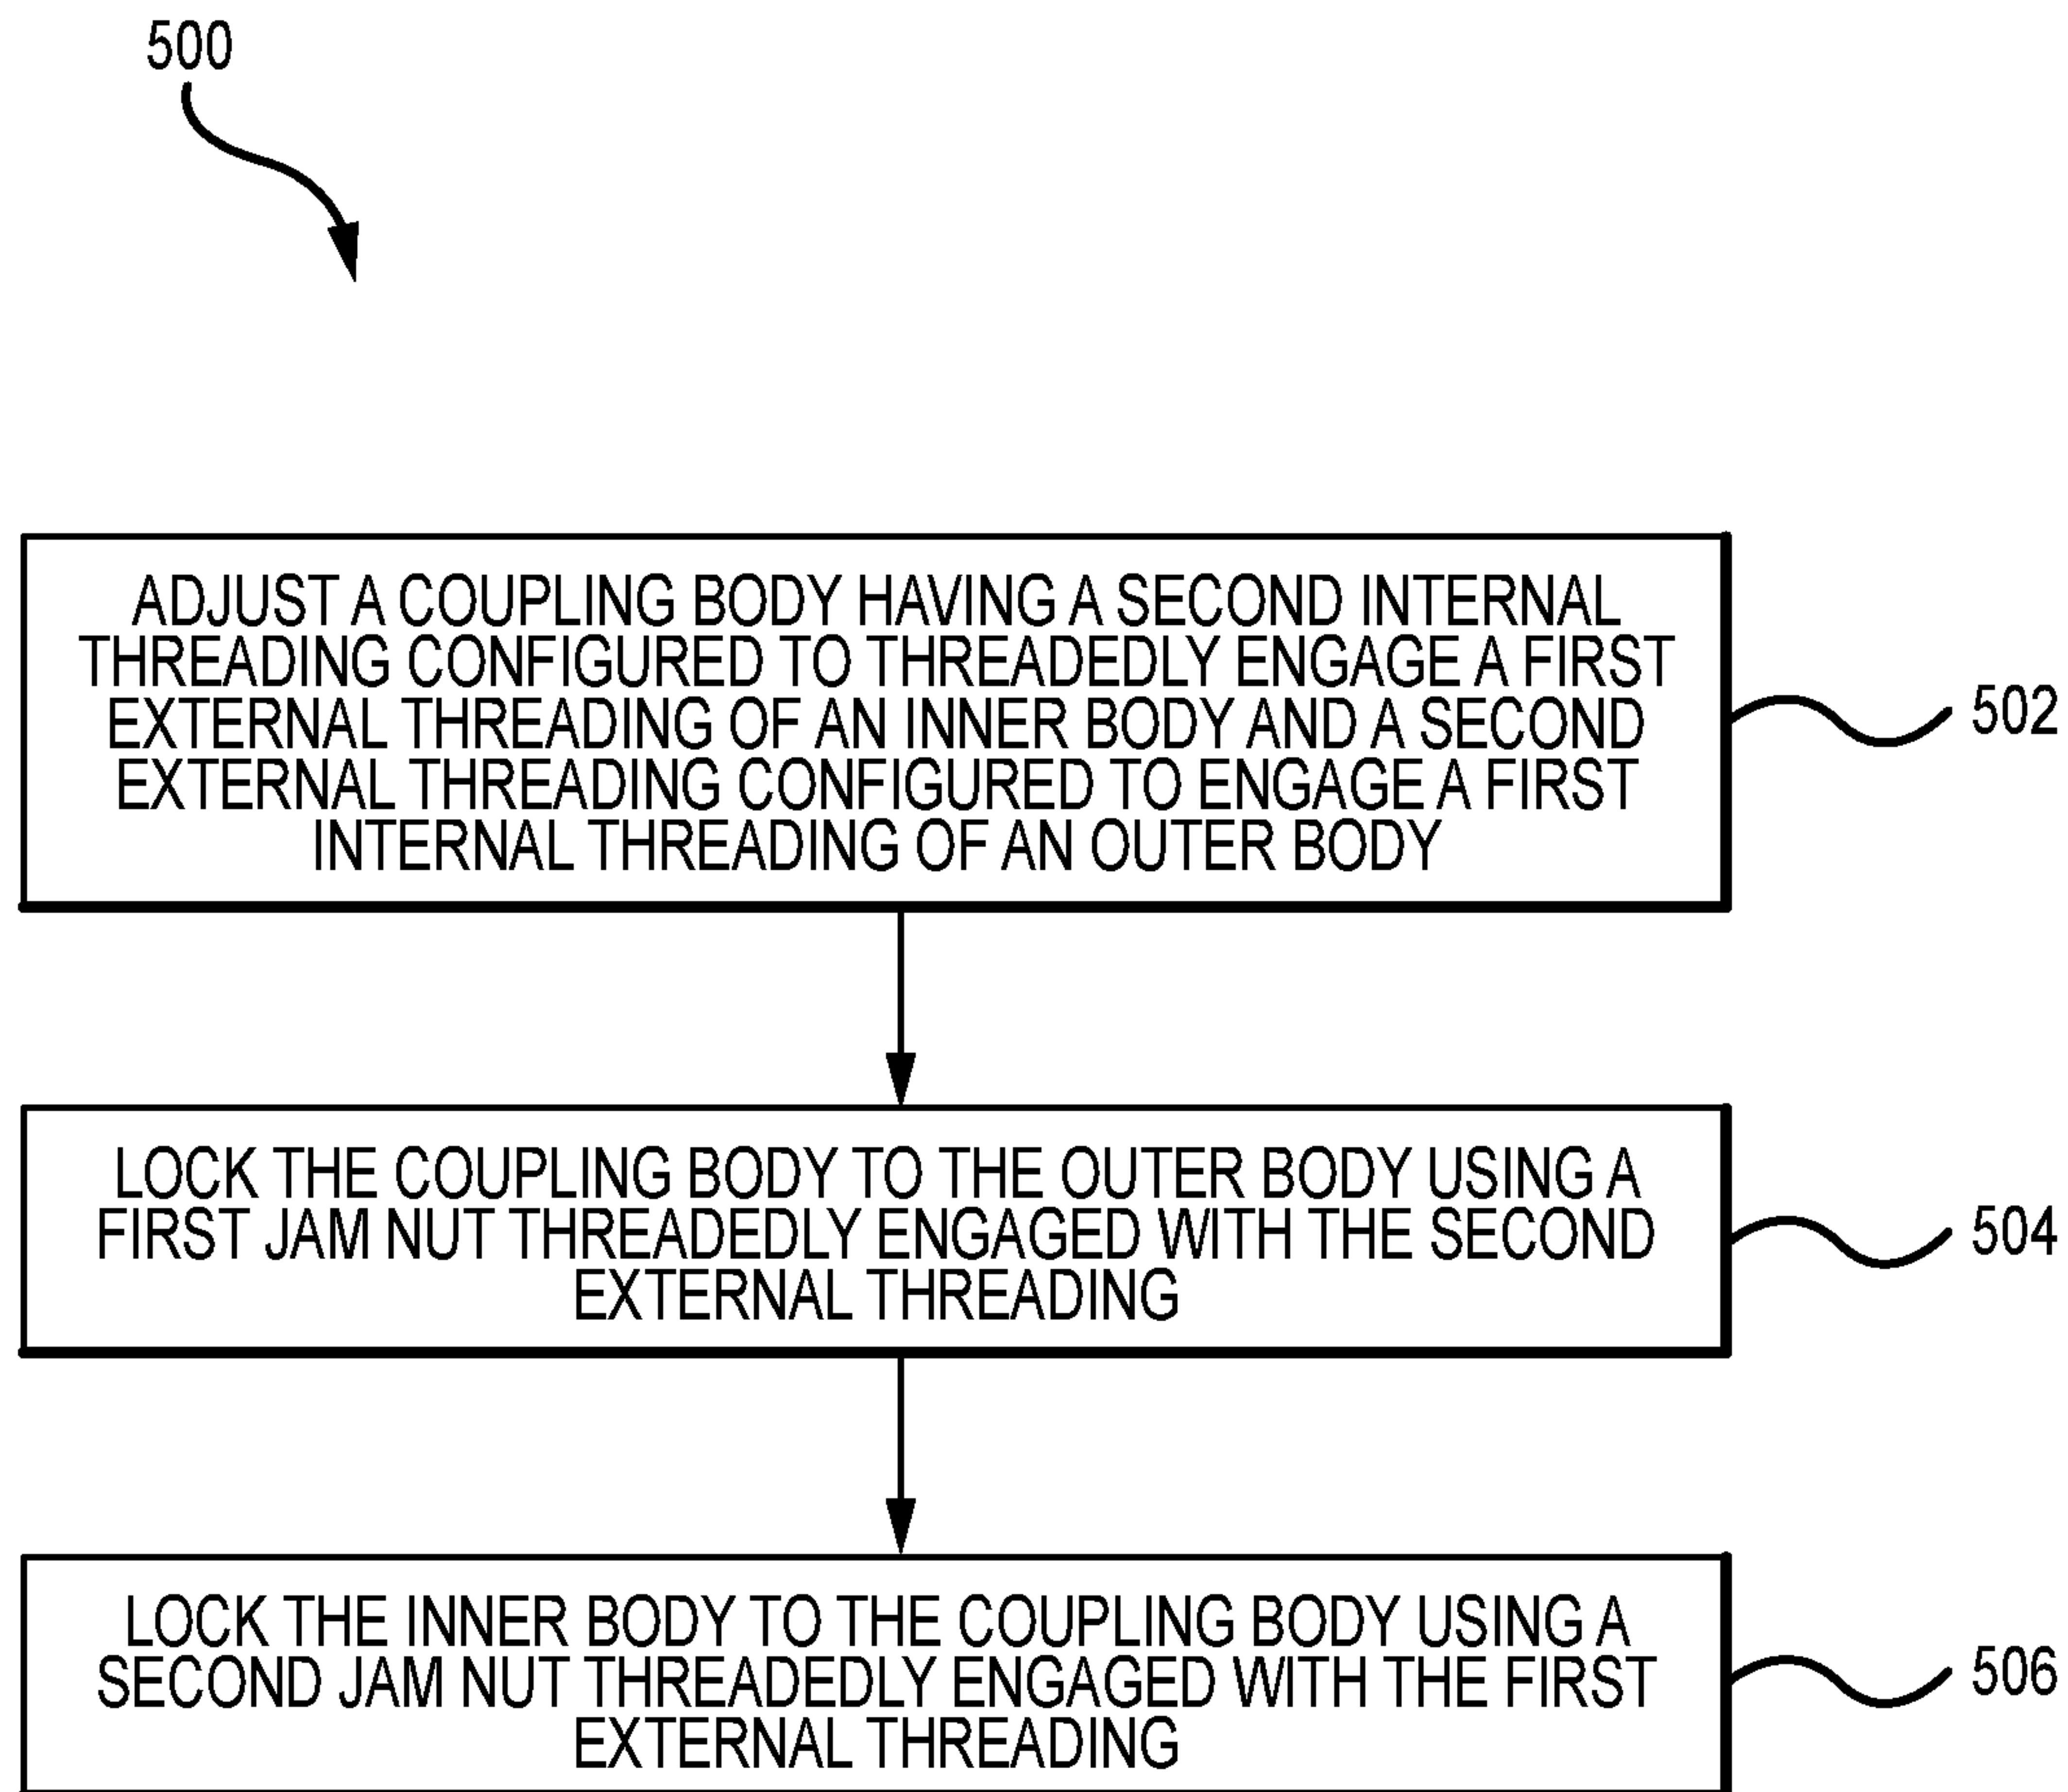 500
ADJUST A COUPLING BODY HAVING A SECOND INTERNAL
THREADING CONFIGURED TO THREADEDLY ENGAGE A FIRST
EXTERNAL THREADING OF AN INNER BODY AND A SECOND
EXTERNAL THREADING CONFIGURED TO ENGAGE A FIRST
INTERNAL THREADING OF AN OUTER BODY
502
LOCK THE COUPLING BODY TO THE OUTER BODY USING A
FIRST JAM NUT THREADEDLY ENGAGED WITH THE SECOND
EXTERNAL THREADING
504
LOCK THE INNER BODY TO THE COUPLING BODY USING A
SECOND JAM NUT THREADEDLY ENGAGED WITH THE FIRST
EXTERNAL THREADING
506